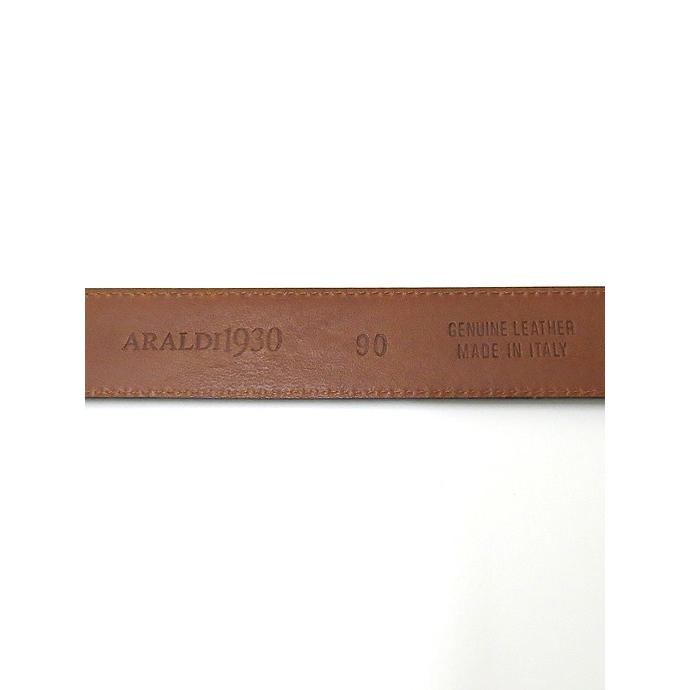 ARALDI1930
90
GENUINE LEATHER
MADE IN ITALY